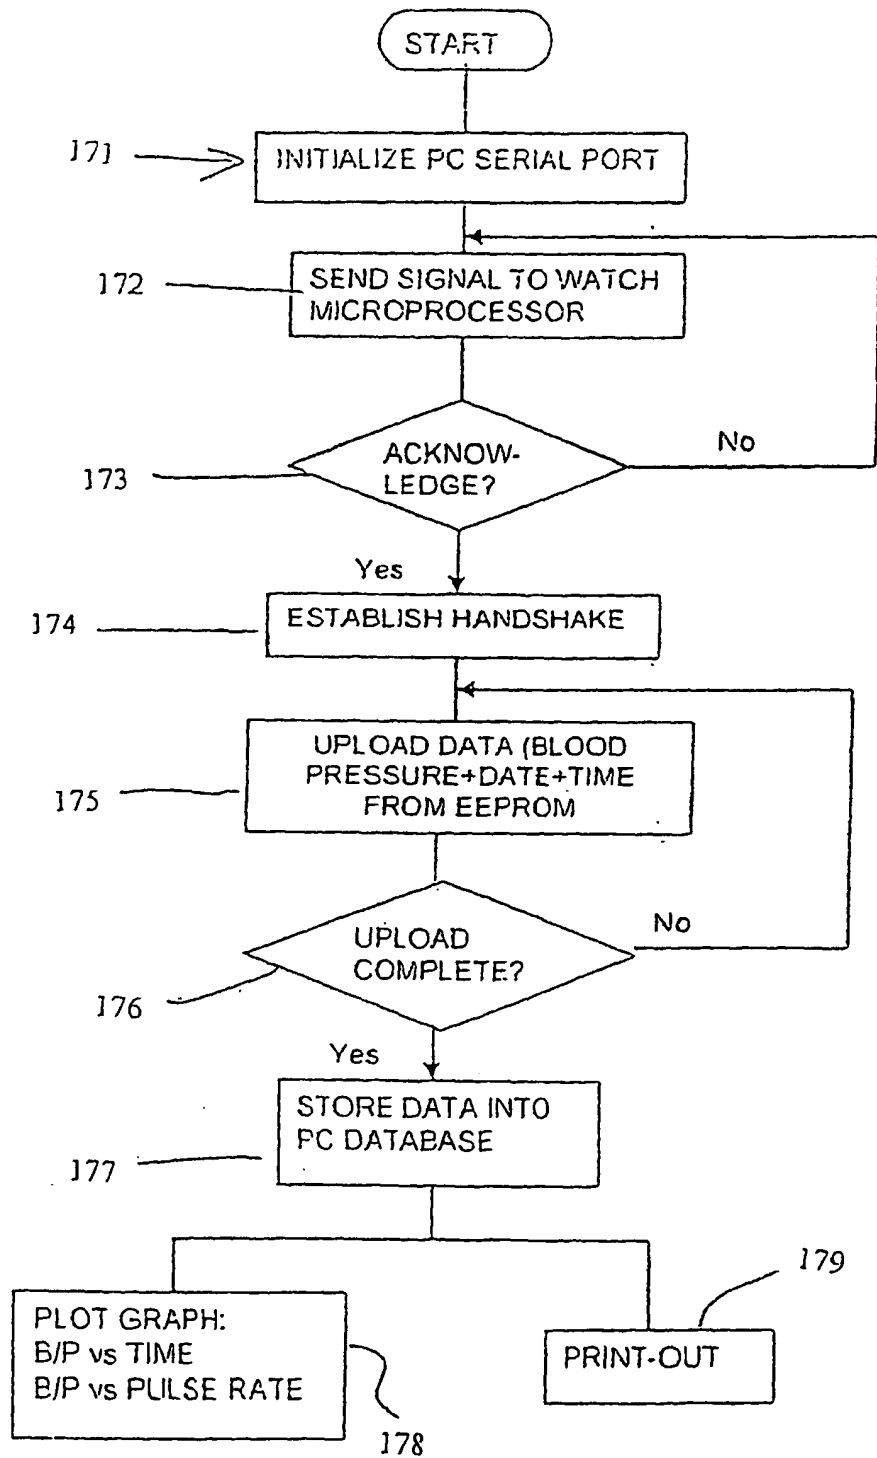 START
171
INITIALIZE PC SERIAL PORT
172
SEND SIGNAL TO WATCH
MICROPROCESSOR
173
ACKNOW-
LEDGE?
No
Yes
174
ESTABLISH HANDSHAKE
175
UPLOAD DATA (BLOOD
PRESSURE+DATE+TIME
FROM EEPROM
176
UPLOAD
COMPLETE?
No
Yes
177
STORE DATA INTO
PC DATABASE
179
PLOT GRAPH:
B/P vs TIME
B/P vs PULSE RATE
PRINT-OUT
178